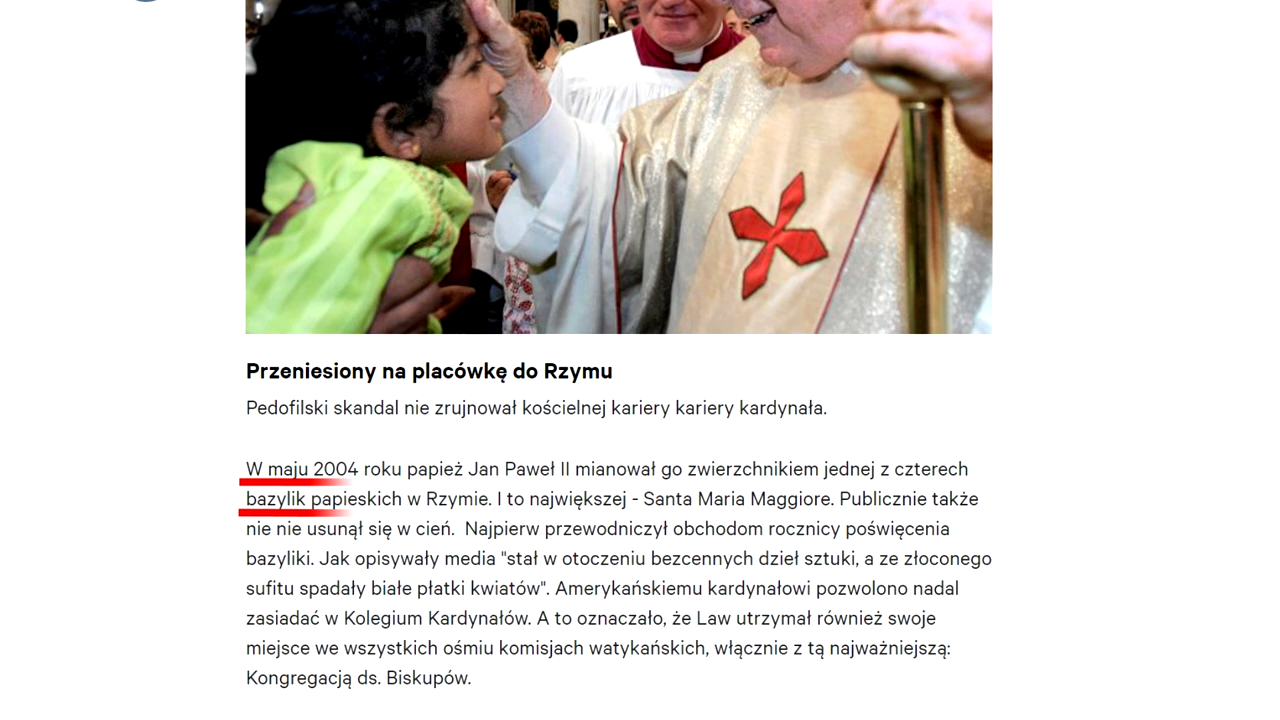 Przeniesiony na placówkę do Rzymu
Pedofilski skandal nie zrujnował kościelnej kariery kariery kardynała.
W maju 2004 roku papież Jan Paweł II mianował go zwierzchnikiem jednej z czterech
bazylik papieskich w Rzymie. I to największej - Santa Maria Maggiore. Publicznie także
nie nie usunął się w cień.  Najpierw przewodniczył obchodom rocznicy poświęcenia
bazyliki. Jak opisywały media "stał w otoczeniu bezcennych dzieł sztuki, a ze złoconego
sufitu spadały białe płatki kwiatów". Amerykańskiemu kardynałowi pozwolono nadal
zasiadać w Kolegium Kardynałów. A to oznaczało, że Law utrzymał również swoje
miejsce we wszystkich ośmiu komisjach watykańskich, włącznie z tą najważniejszą:
Kongregacją ds. Biskupów.